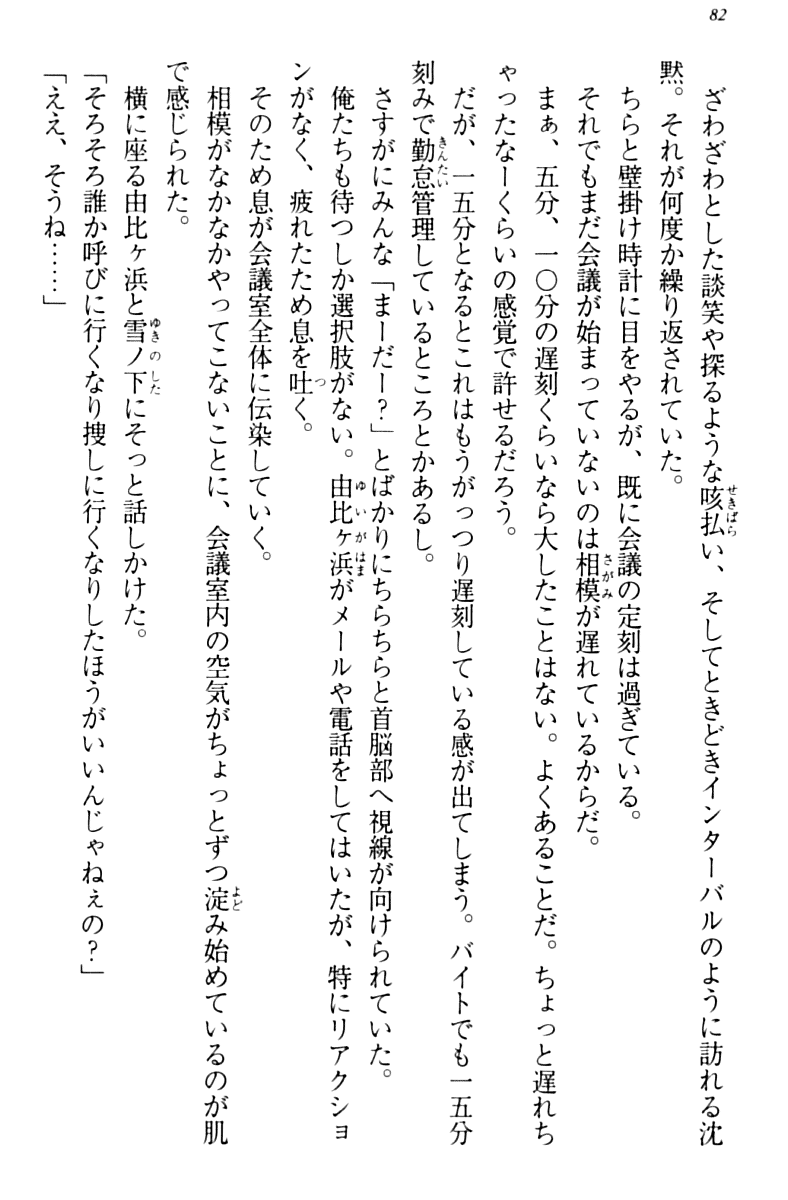 82
ざわざわとした談笑や探るような咳払い、そしてときどきインターバルのように訪れる沈
黙。それが何度か繰り返されていた。
ちらと壁掛け時計に目をやるが、既に会議の定刻は過ぎている。
それでもまだ会議が始まっていないのは相模が遅れているからだ。
まぁ、五分、一〇分の遅刻くらいなら大したことはない。よくあることだ。ちょっと遅れち
ゃったなーくらいの感覚で許せるだろう。
だが、一五分となるとこれはもうがっつり遅刻している感が出てしまう。バイトでも一五分
刻みで勤怠管理しているところとかあるし。
さすがにみんな「まーだー?」とばかりにちらちらと首脳部へ視線が向けられていた。
俺たちも待つしか選択肢がない。由比ヶ浜がメールや電話をしてはいたが、特にリアクショ
ンがなく、疲れたため息を吐く。
そのため息が会議室全体に伝染していく。
相模がなかなかやってこないことに、会議室内の空気がちょっとずつ淀み始めているのが肌
で感じられた。
横に座る由比ヶ浜と雪ノ下にそっと話しかけた。
「そろそろ誰か呼びに行くなり捜しに行くなりしたほうがいいんじゃねぇの?」
「ええ、そうね……」